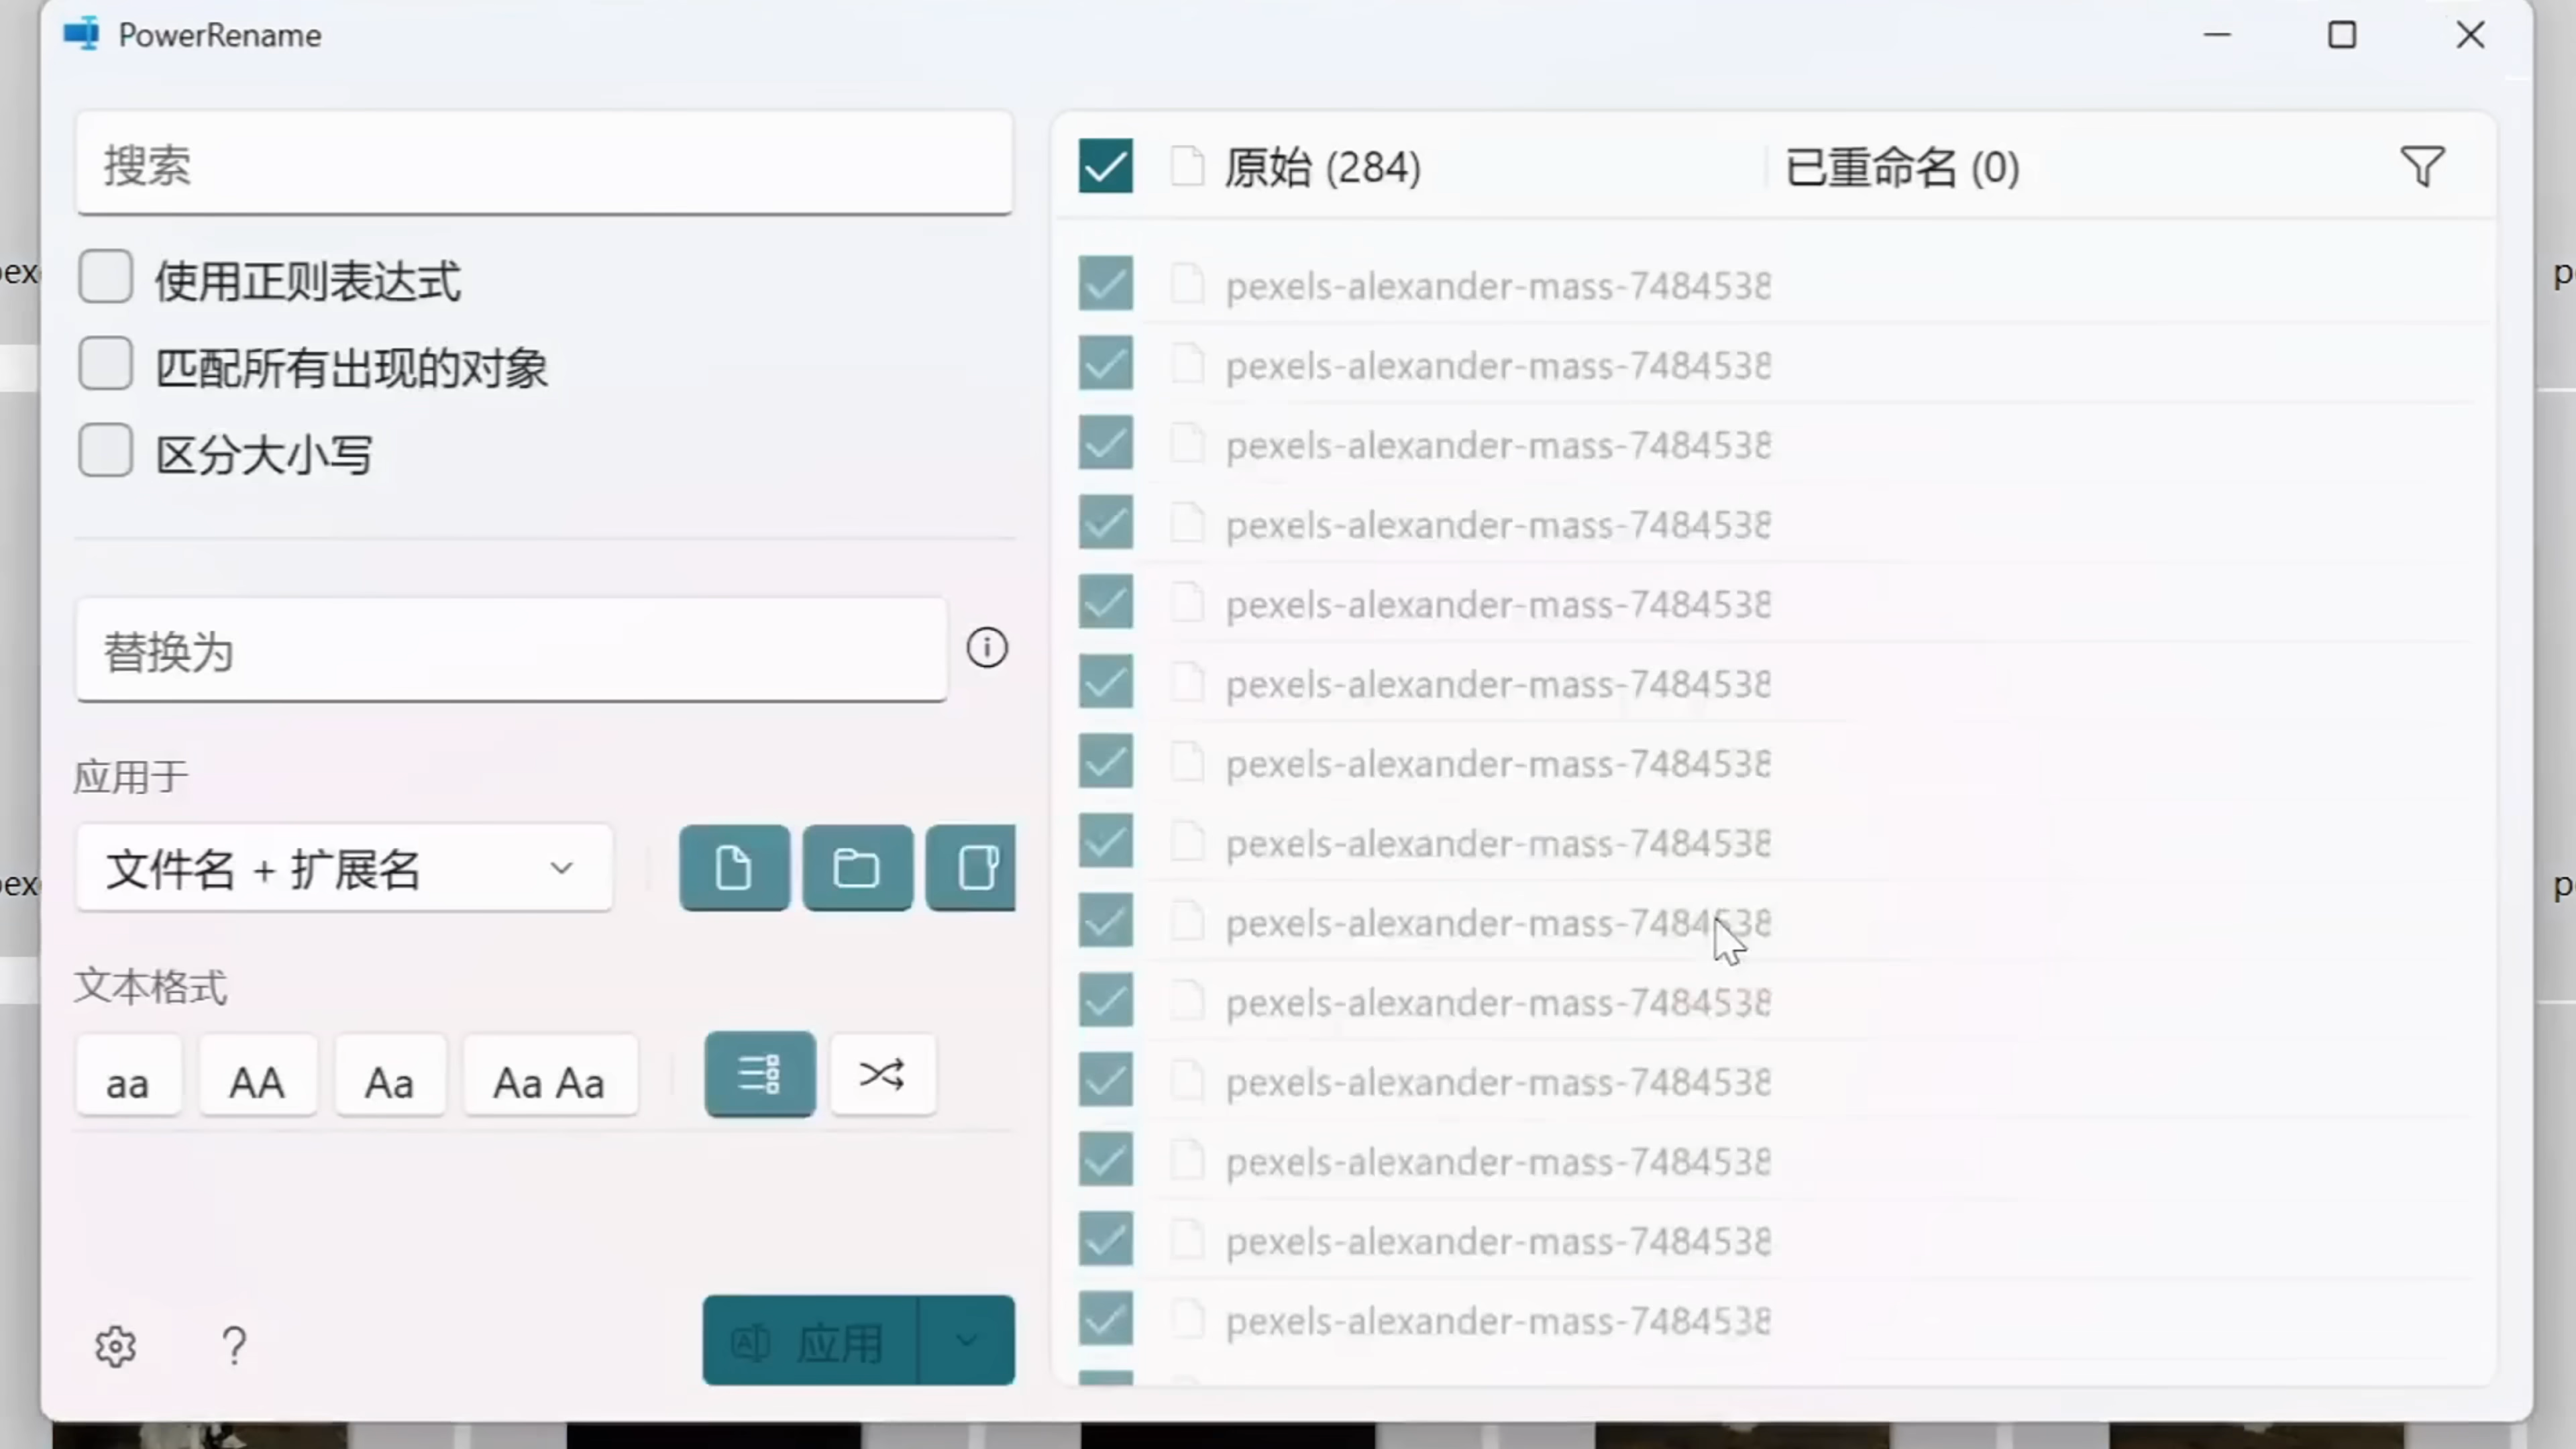 PowerRename
搜索
使用正则表达式
匹配所有出现的对象
区分大小写
替换为
应用于
文件名 + 扩展名
文本格式
aa AA Aa Aa Aa
应用
原始 (284) 已重命名 (0)
pexels-alexander-mass-7484538
pexels-alexander-mass-7484538
pexels-alexander-mass-7484538
pexels-alexander-mass-7484538
pexels-alexander-mass-7484538
pexels-alexander-mass-7484538
pexels-alexander-mass-7484538
pexels-alexander-mass-7484538
pexels-alexander-mass-7484538
pexels-alexander-mass-7484538
pexels-alexander-mass-7484538
pexels-alexander-mass-7484538
pexels-alexander-mass-7484538
pexels-alexander-mass-7484538